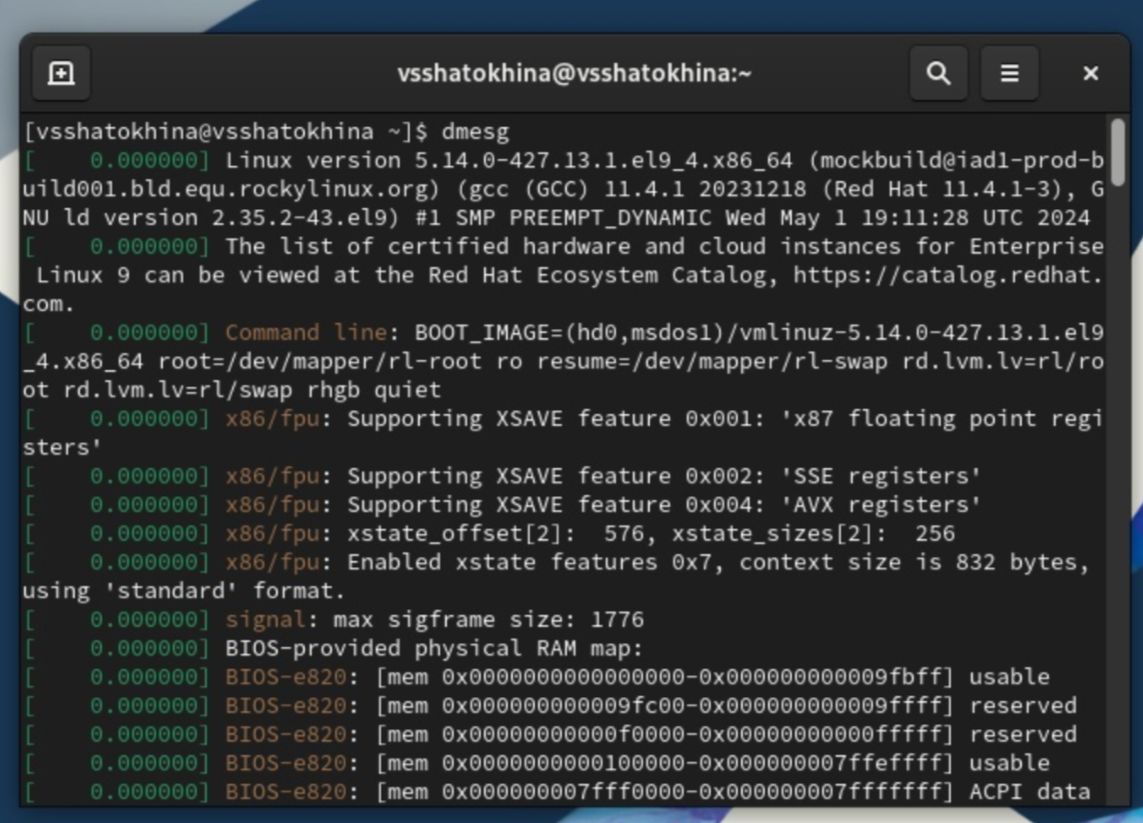 vsshatokhina@vsshatokhina:~
[vsshatokhina@vsshatokhina ~]$ dmesg
[    0.000000] Linux version 5.14.0-427.13.1.el9_4.x86_64 (mockbuild@iad1-prod-b
uild001.bld.equ.rockylinux.org) (gcc (GCC) 11.4.1 20231218 (Red Hat 11.4.1-3), G
NU ld version 2.35.2-43.el9) #1 SMP PREEMPT_DYNAMIC Wed May 1 19:11:28 UTC 2024
[    0.000000] The list of certified hardware and cloud instances for Enterprise
 Linux 9 can be viewed at the Red Hat Ecosystem Catalog, https://catalog.redhat.
com.
[    0.000000] Command line: BOOT_IMAGE=(hd0,msdos1)/vmlinuz-5.14.0-427.13.1.el9
_4.x86_64 root=/dev/mapper/rl-root ro resume=/dev/mapper/rl-swap rd.lvm.lv=rl/ro
ot rd.lvm.lv=rl/swap rhgb quiet
[    0.000000] x86/fpu: Supporting XSAVE feature 0x001: 'x87 floating point regi
sters'
[    0.000000] x86/fpu: Supporting XSAVE feature 0x002: 'SSE registers'
[    0.000000] x86/fpu: Supporting XSAVE feature 0x004: 'AVX registers'
[    0.000000] x86/fpu: xstate_offset[2]:  576, xstate_sizes[2]:  256
[    0.000000] x86/fpu: Enabled xstate features 0x7, context size is 832 bytes,
using 'standard' format.
[    0.000000] signal: max sigframe size: 1776
[    0.000000] BIOS-provided physical RAM map:
[    0.000000] BIOS-e820: [mem 0x0000000000000000-0x000000000009fbff] usable
[    0.000000] BIOS-e820: [mem 0x000000000009fc00-0x000000000009ffff] reserved
[    0.000000] BIOS-e820: [mem 0x00000000000f0000-0x00000000000fffff] reserved
[    0.000000] BIOS-e820: [mem 0x0000000000100000-0x000000007ffeffff] usable
[    0.000000] BIOS-e820: [mem 0x000000007fff0000-0x000000007fffffff] ACPI data